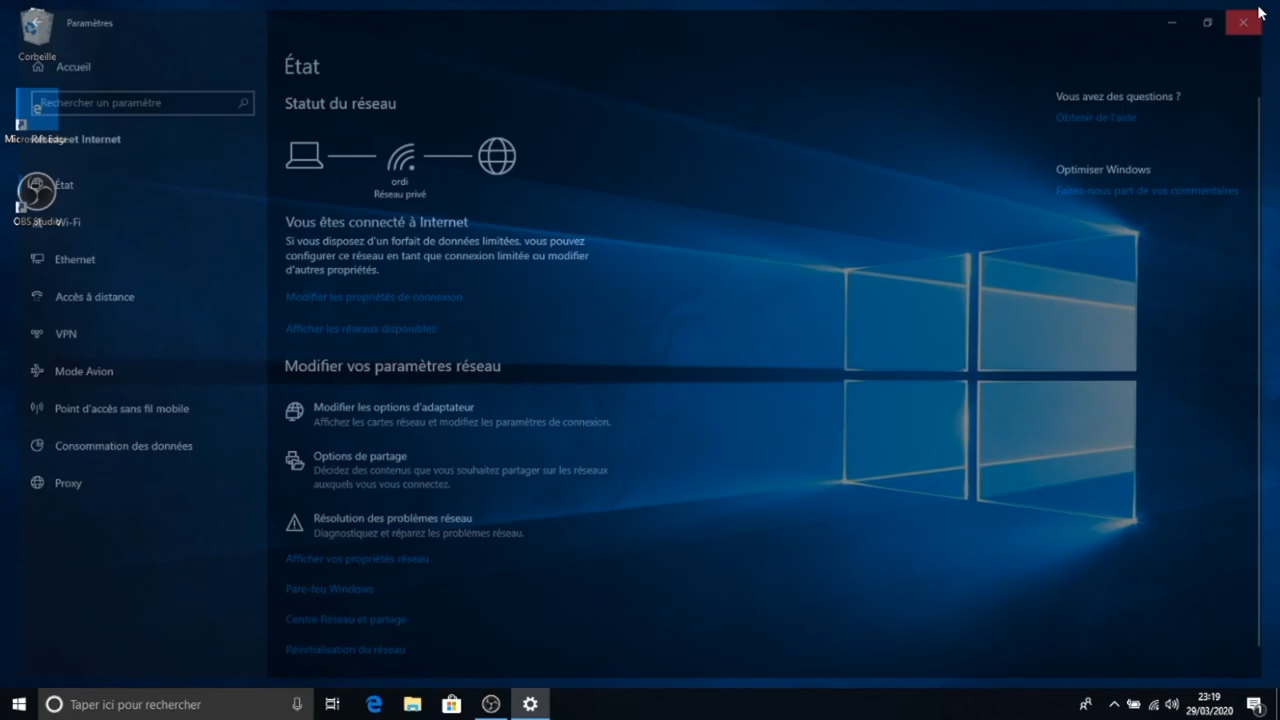 Paramètres
Corbeille
Accueil
Rechercher un paramètre
Microsoft Edge
Réseau et Internet
État
OBS Studio
Wi-Fi
Ethernet
Accès à distance
VPN
Mode Avion
Point d'accès sans fil mobile
Consommation des données
Proxy
État
Statut du réseau
ordi
Réseau privé
Vous êtes connecté à Internet
Si vous disposez d'un forfait de données limitées, vous pouvez
configurer ce réseau en tant que connexion limitée ou modifier
d'autres propriétés.
Modifier les propriétés de connexion
Afficher les réseaux disponibles
Modifier vos paramètres réseau
Modifier les options d'adaptateur
Affichez les cartes réseau et modifiez les paramètres de connexion.
Options de partage
Décidez des contenus que vous souhaitez partager sur les réseaux
auxquels vous vous connectez.
Résolution des problèmes réseau
Diagnostiquez et réparez les problèmes réseau.
Afficher vos propriétés réseau
Pare-feu Windows
Centre Réseau et partage
Réinitialisation du réseau
Vous avez des questions ?
Obtenir de l'aide
Optimiser Windows
Faites-nous part de vos commentaires
Taper ici pour rechercher
23:19
29/03/2020
1